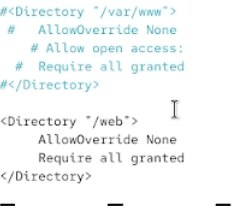 #<Directory "/var/www">
#   AllowOverride None
    # Allow open access:
  #  Require all granted
#</Directory>

<Directory "/web">
     AllowOverride None
     Require all granted
</Directory>